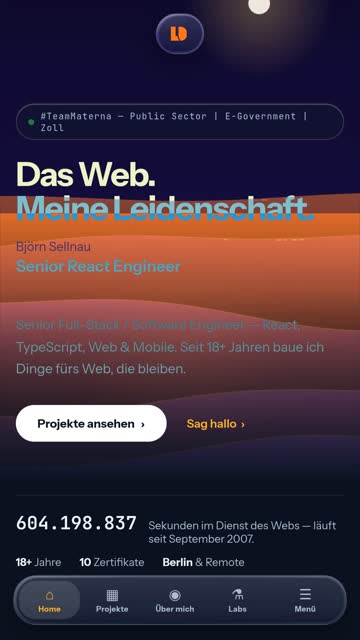 #TeamMaterna — Public Sector | E-Government |
Zoll
Das Web.
Meine Leidenschaft.
Björn Sellnau
Senior React Engineer
Senior Full-Stack / Software Engineer — React,
TypeScript, Web & Mobile. Seit 18+ Jahren baue ich
Dinge fürs Web, die bleiben.
Projekte ansehen ›
Sag hallo ›
604.198.837
Sekunden im Dienst des Webs — läuft
seit September 2007.
18+ Jahre
10 Zertifikate
Berlin & Remote
Home
Projekte
Über mich
Labs
Menü